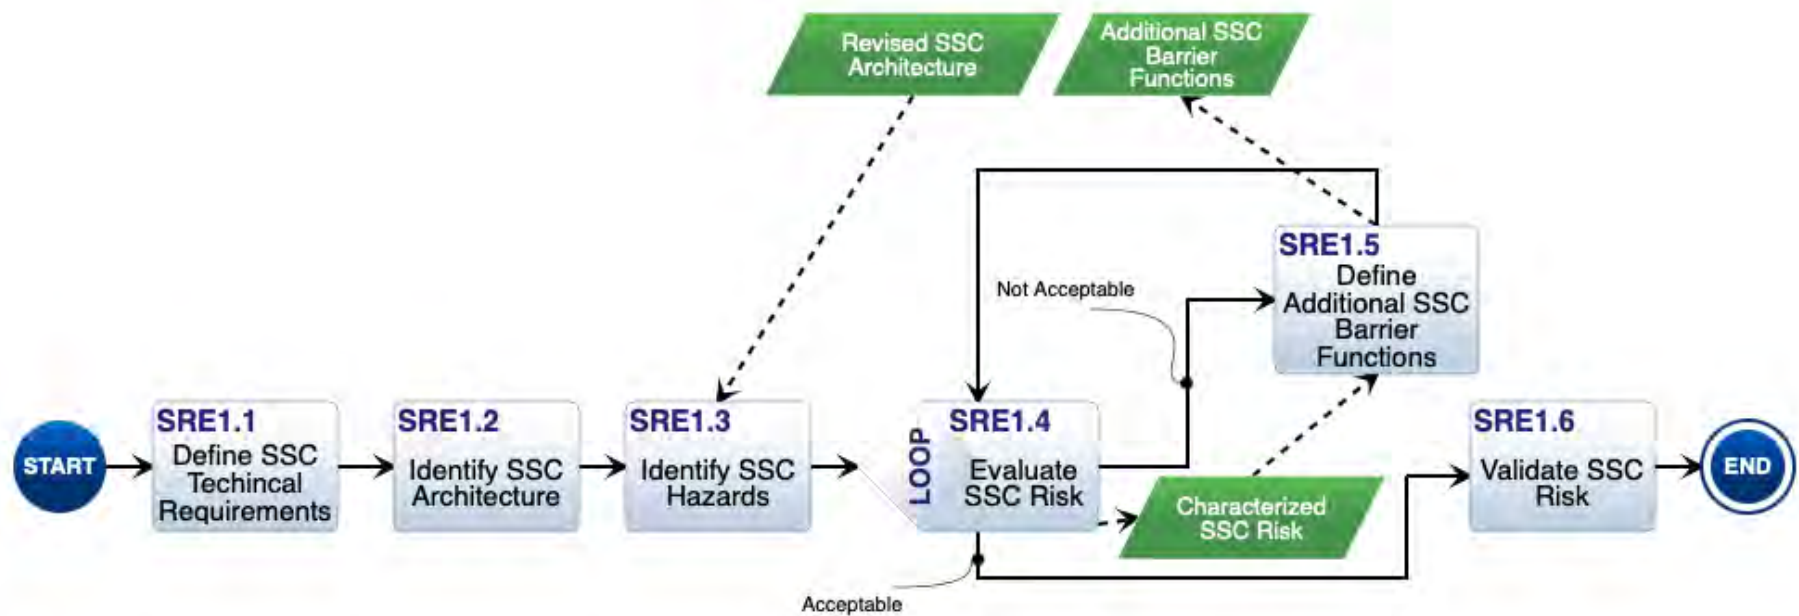 Revised SSC
Architecture
Additional SSC
Barrier
Functions
SRE1.5
Define
Additional SSC
Barrier
Functions
Not Acceptable
START
SRE1.1
Define SSC
Techincal
Requirements
SRE1.2
Identify SSC
Architecture
SRE1.3
Identify SSC
Hazards
LOOP
SRE1.4
Evaluate
SSC Risk
Characterized
SSC Risk
SRE1.6
Validate SSC
Risk
END
Acceptable